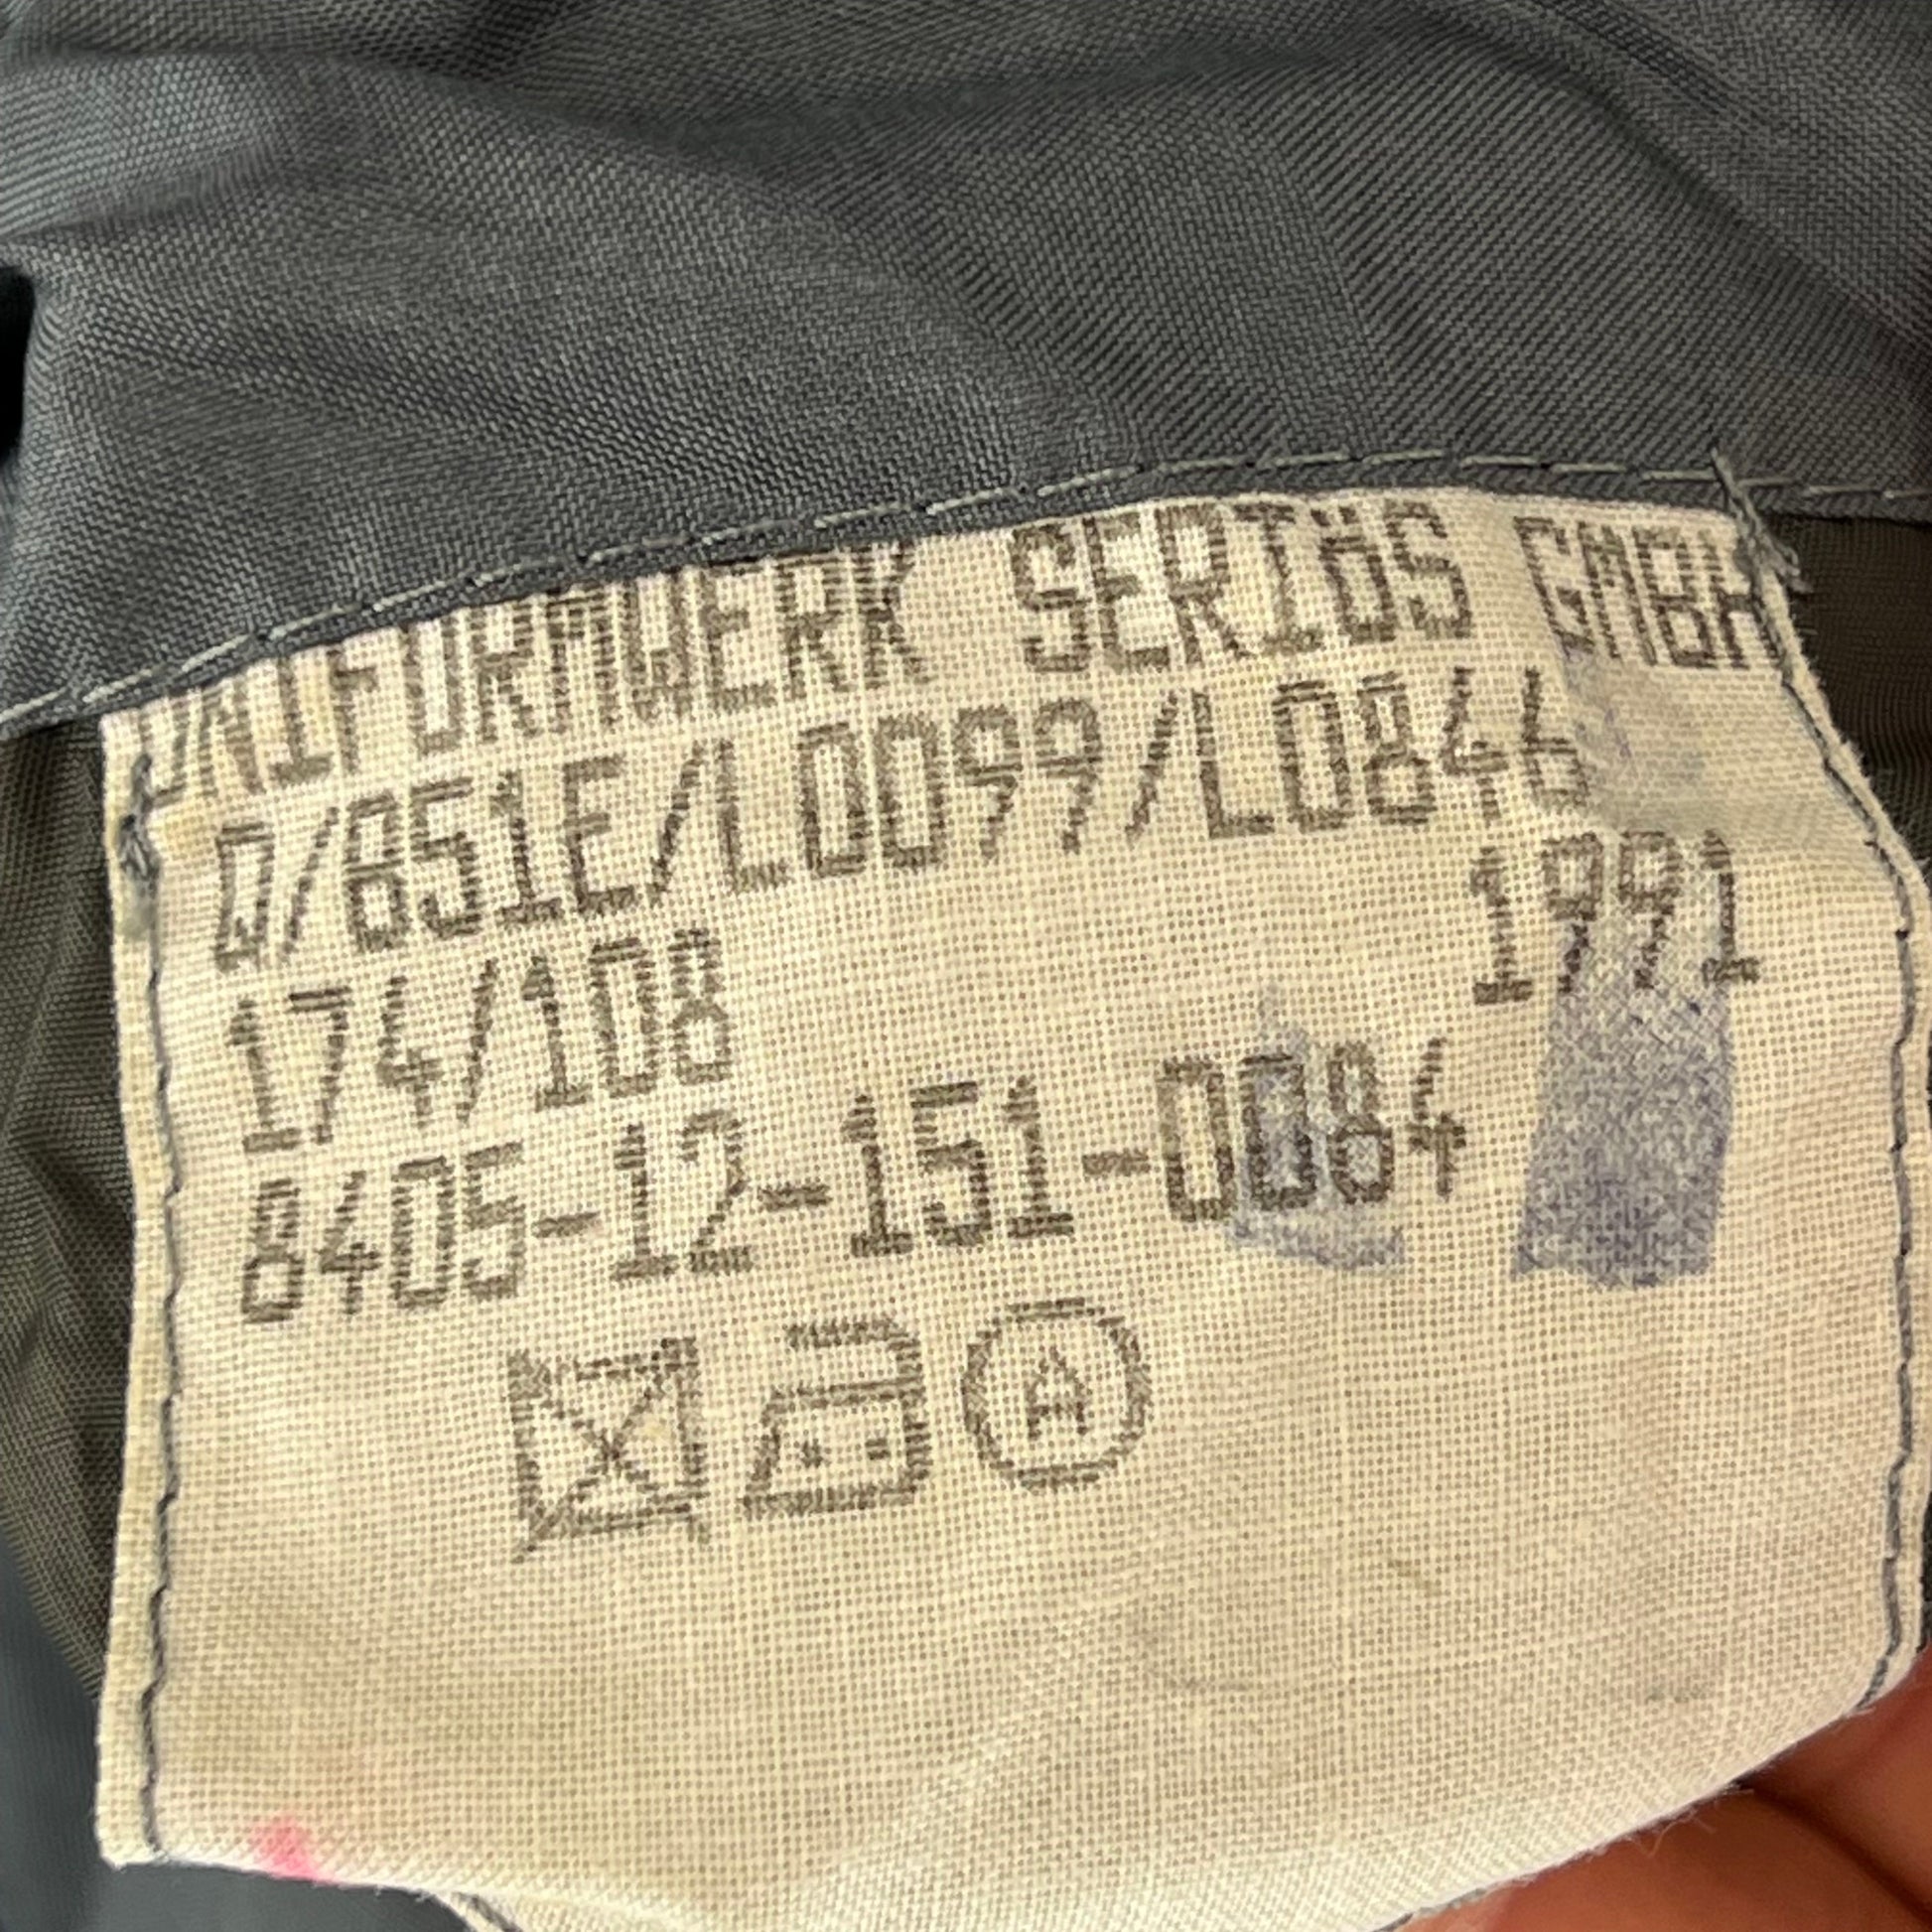 UNIFORMWERK SERIÖS GMBH
Q/851E/L0099/L0846
1991
174/108
8405-12-151-0084
A